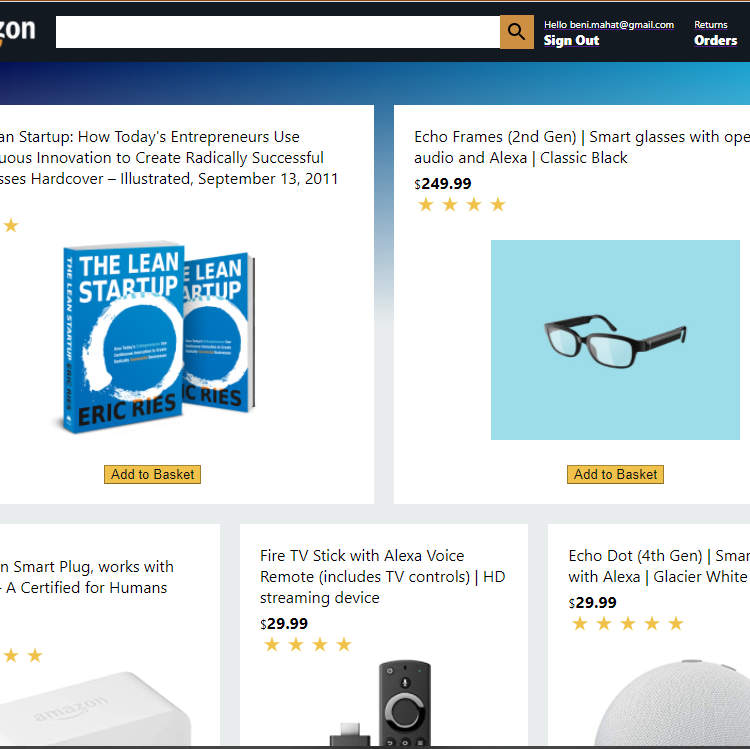 zon
Hello beni.mahat@gmail.com
Sign Out
Returns
Orders
an Startup: How Today's Entrepreneurs Use
uous Innovation to Create Radically Successful
sses Hardcover – Illustrated, September 13, 2011
THE LEAN STARTUP ERIC RIES
THE LEAN
STARTUP
ERIC RIES
E LEAN
ARTUP
RIES
Add to Basket
Echo Frames (2nd Gen) | Smart glasses with ope
audio and Alexa | Classic Black
$249.99
Add to Basket
n Smart Plug, works with
- A Certified for Humans
amazon
Fire TV Stick with Alexa Voice
Remote (includes TV controls) | HD
streaming device
$29.99
Echo Dot (4th Gen) | Smar
with Alexa | Glacier White
$29.99